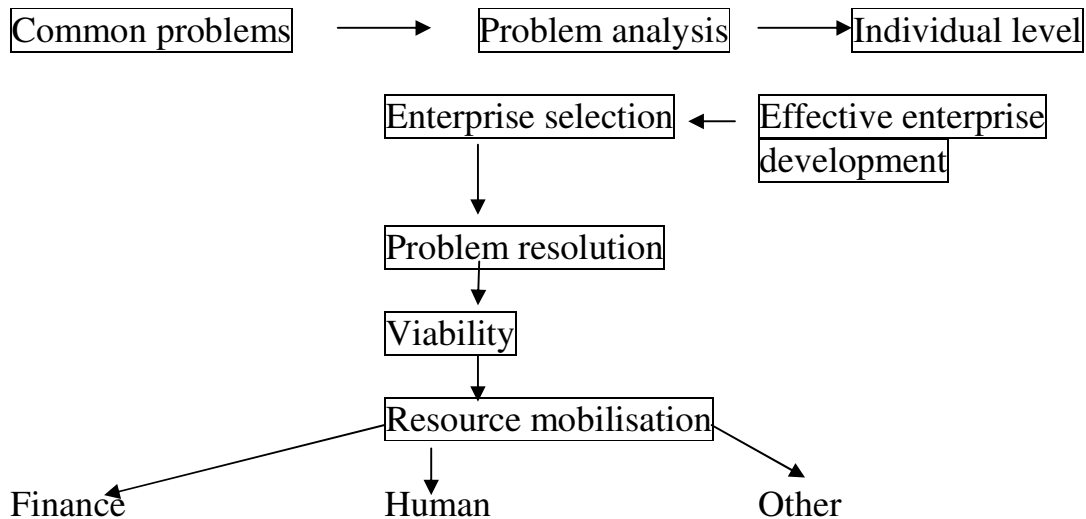 Common problems Problem analysis Individual level
Enterprise selection Effective enterprise
development
Problem resolution
Viability
Resource mobilisation
Finance Human Other